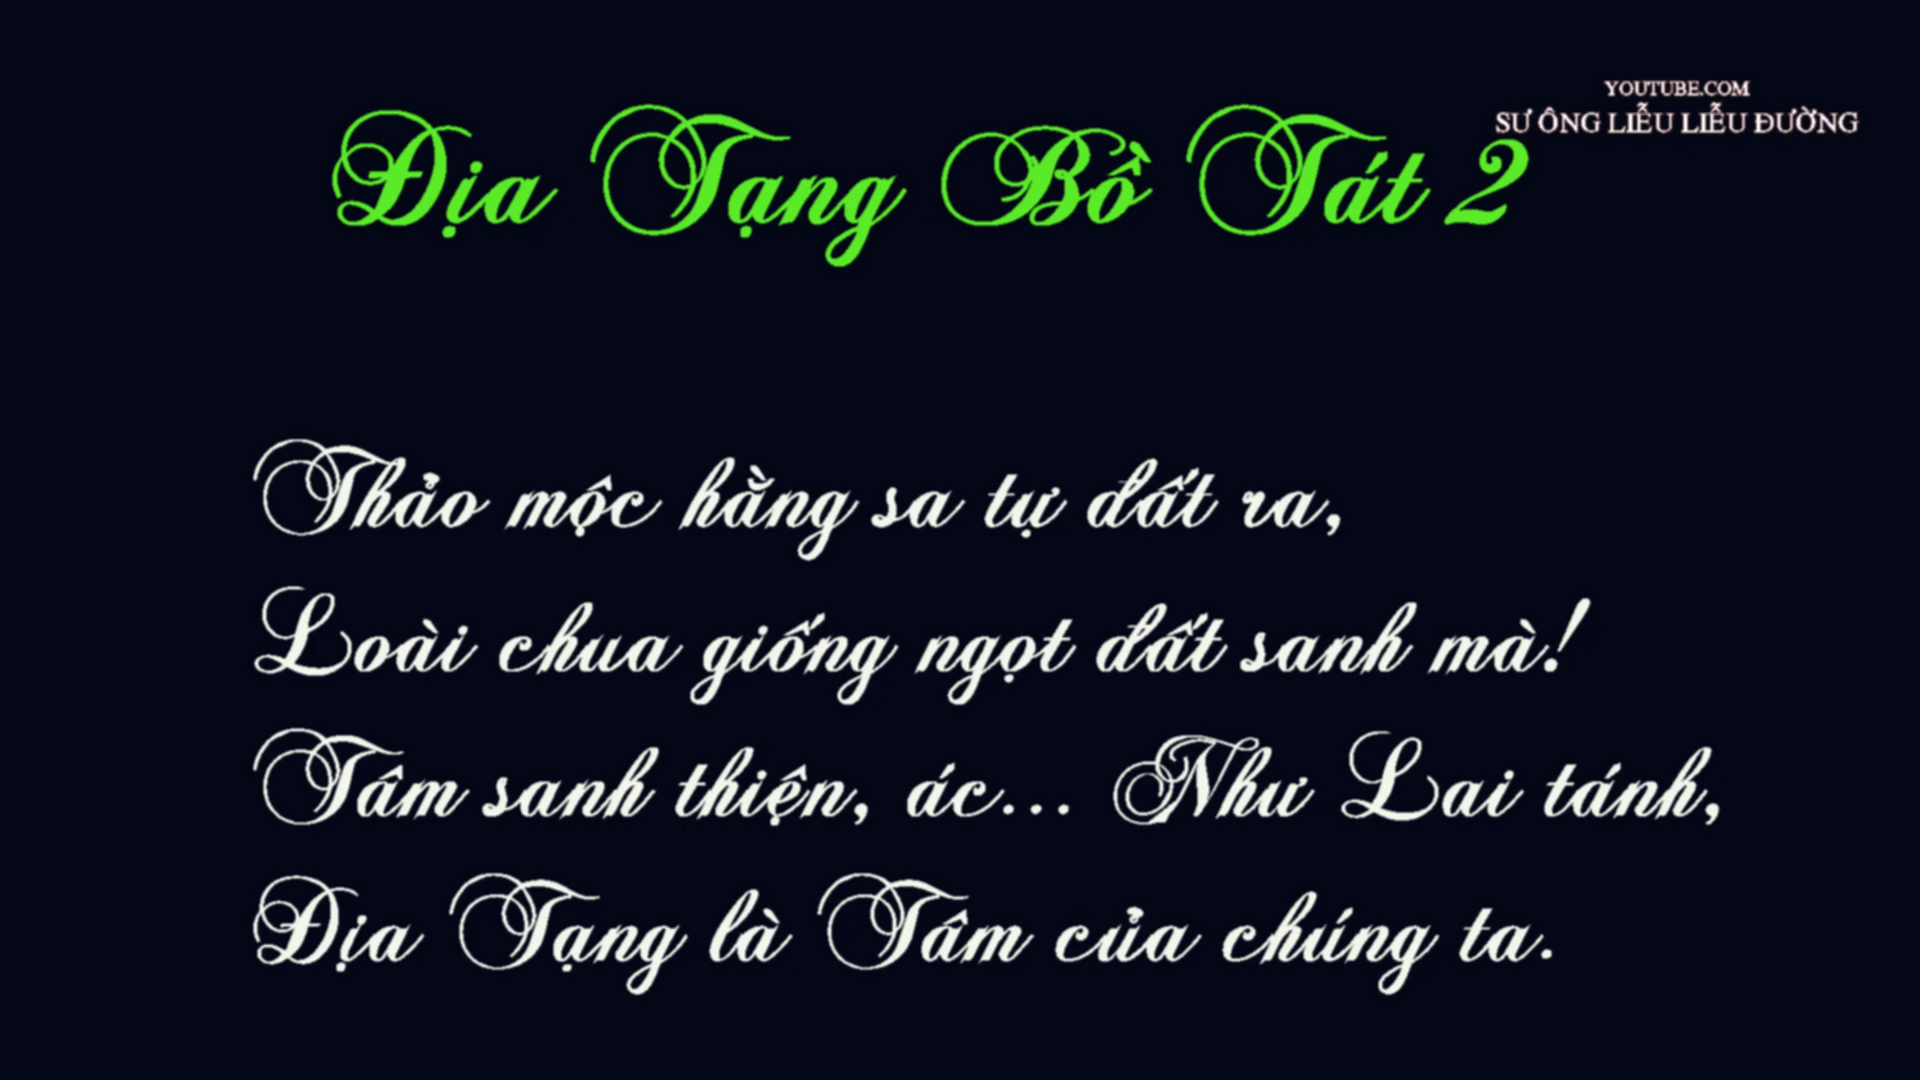 YOUTUBE.COM
SƯ ÔNG LIỄU LIỄU ĐƯỜNG
Địa Tạng Bồ Tát 2
Thảo mộc hằng sa tự đất ra,
Loài chua giống ngọt đất sanh mà!
Tâm sanh thiện, ác... Như Lai tánh,
Địa Tạng là Tâm của chúng ta.